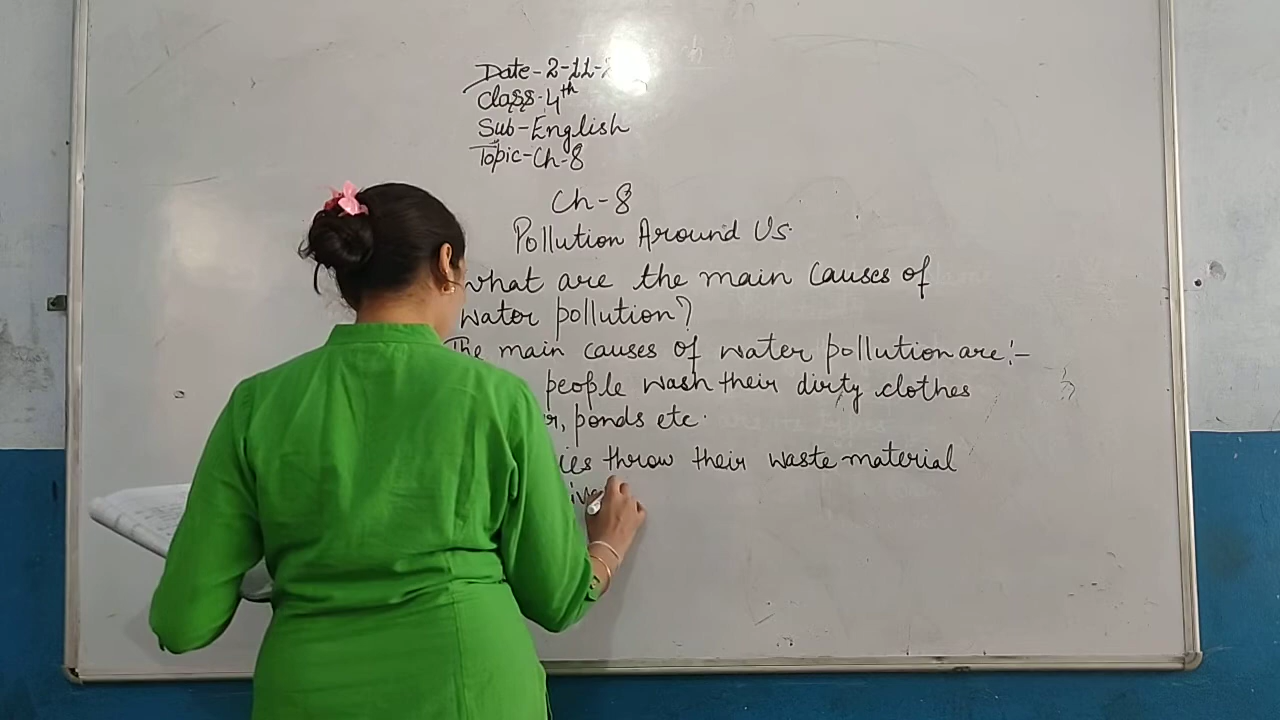 Date-2-11-2
Class-4th
Sub-English
Topic-Ch-8
Ch-8
Pollution Around Us.
what are the main causes of
water pollution?
The main causes of water pollution are:-
people wash their dirty clothes
ponds etc.
throw their waste material